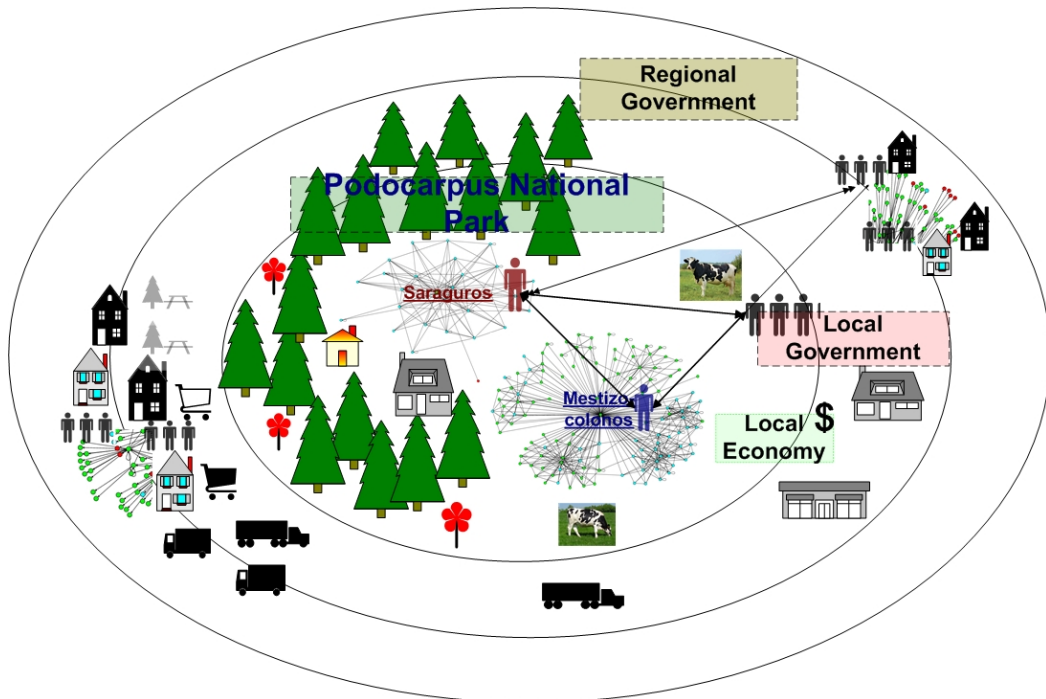 Regional
Government
Podocarpus National
Park
Saraguros
Local
Government
Mestizo
colonos
Local $
Economy